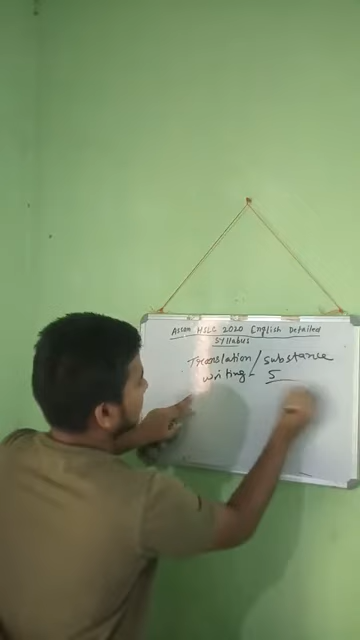 Assam HSLC 2020 English Detailed
Syllabus
Translation / Substance
writing - 5